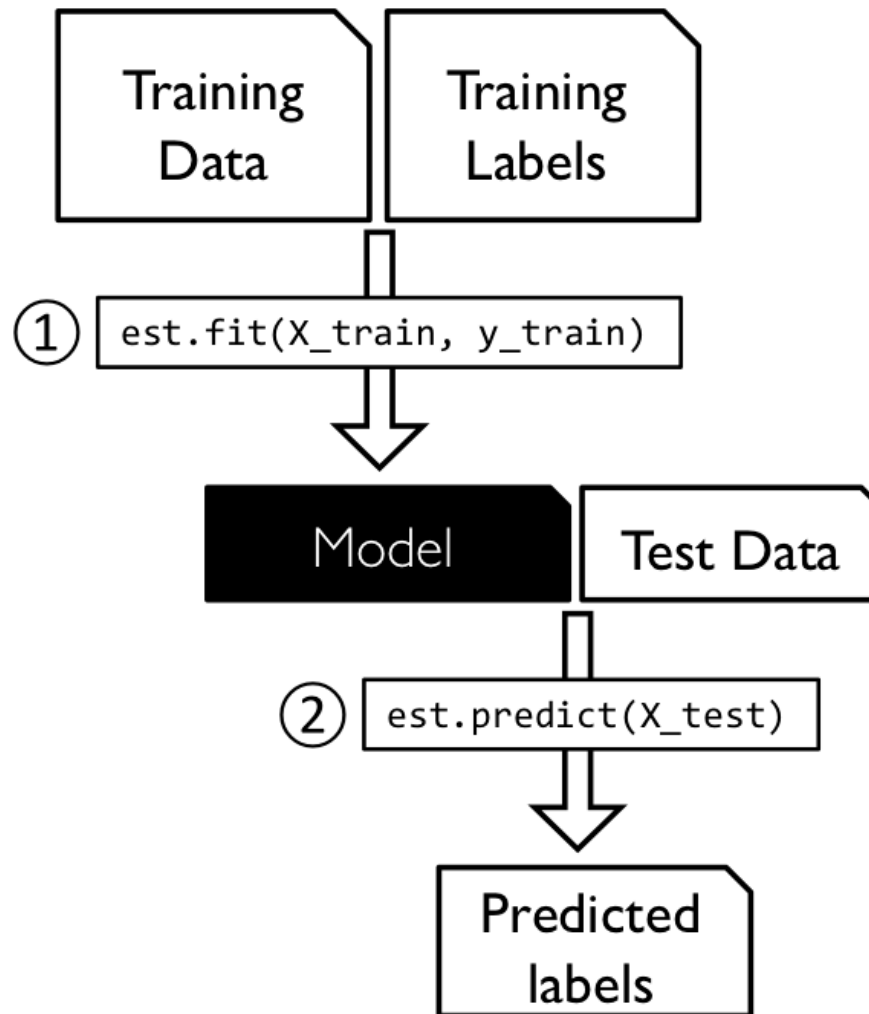 Training
Data
Training
Labels
1
est.fit(X_train, y_train)
Model
Test Data
2
est.predict(X_test)
Predicted
labels